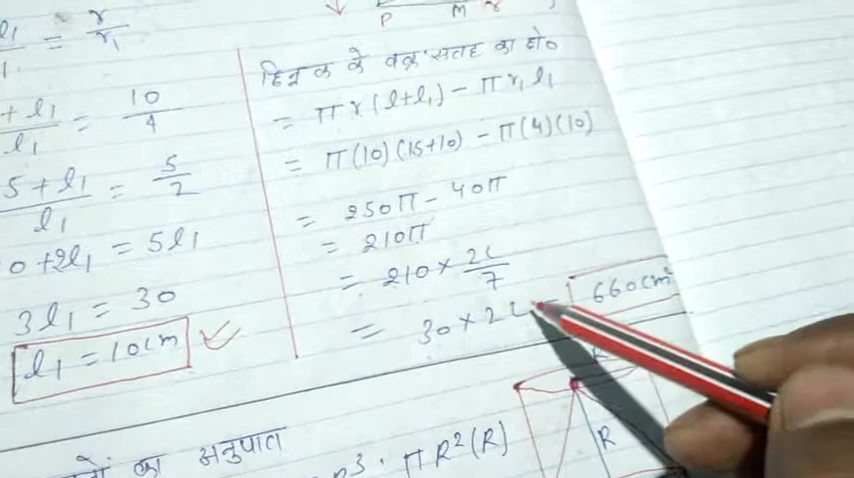 l1 = r/r1
+ l1/l1 = 10/4
5 + l1/l1 = 5/2
0 + 2l1 = 5l1
3l1 = 30
l1 = 10cm
P M r
छिन्नक के वक्र सतह का क्षे०
= πr(l+l1) - πr1l1
= π(10)(15+10) - π(4)(10)
= 250π - 40π
= 210π
= 210 × 22/7
= 30 × 22 = 660cm²
का अनुपात
πR²(R)
R
R